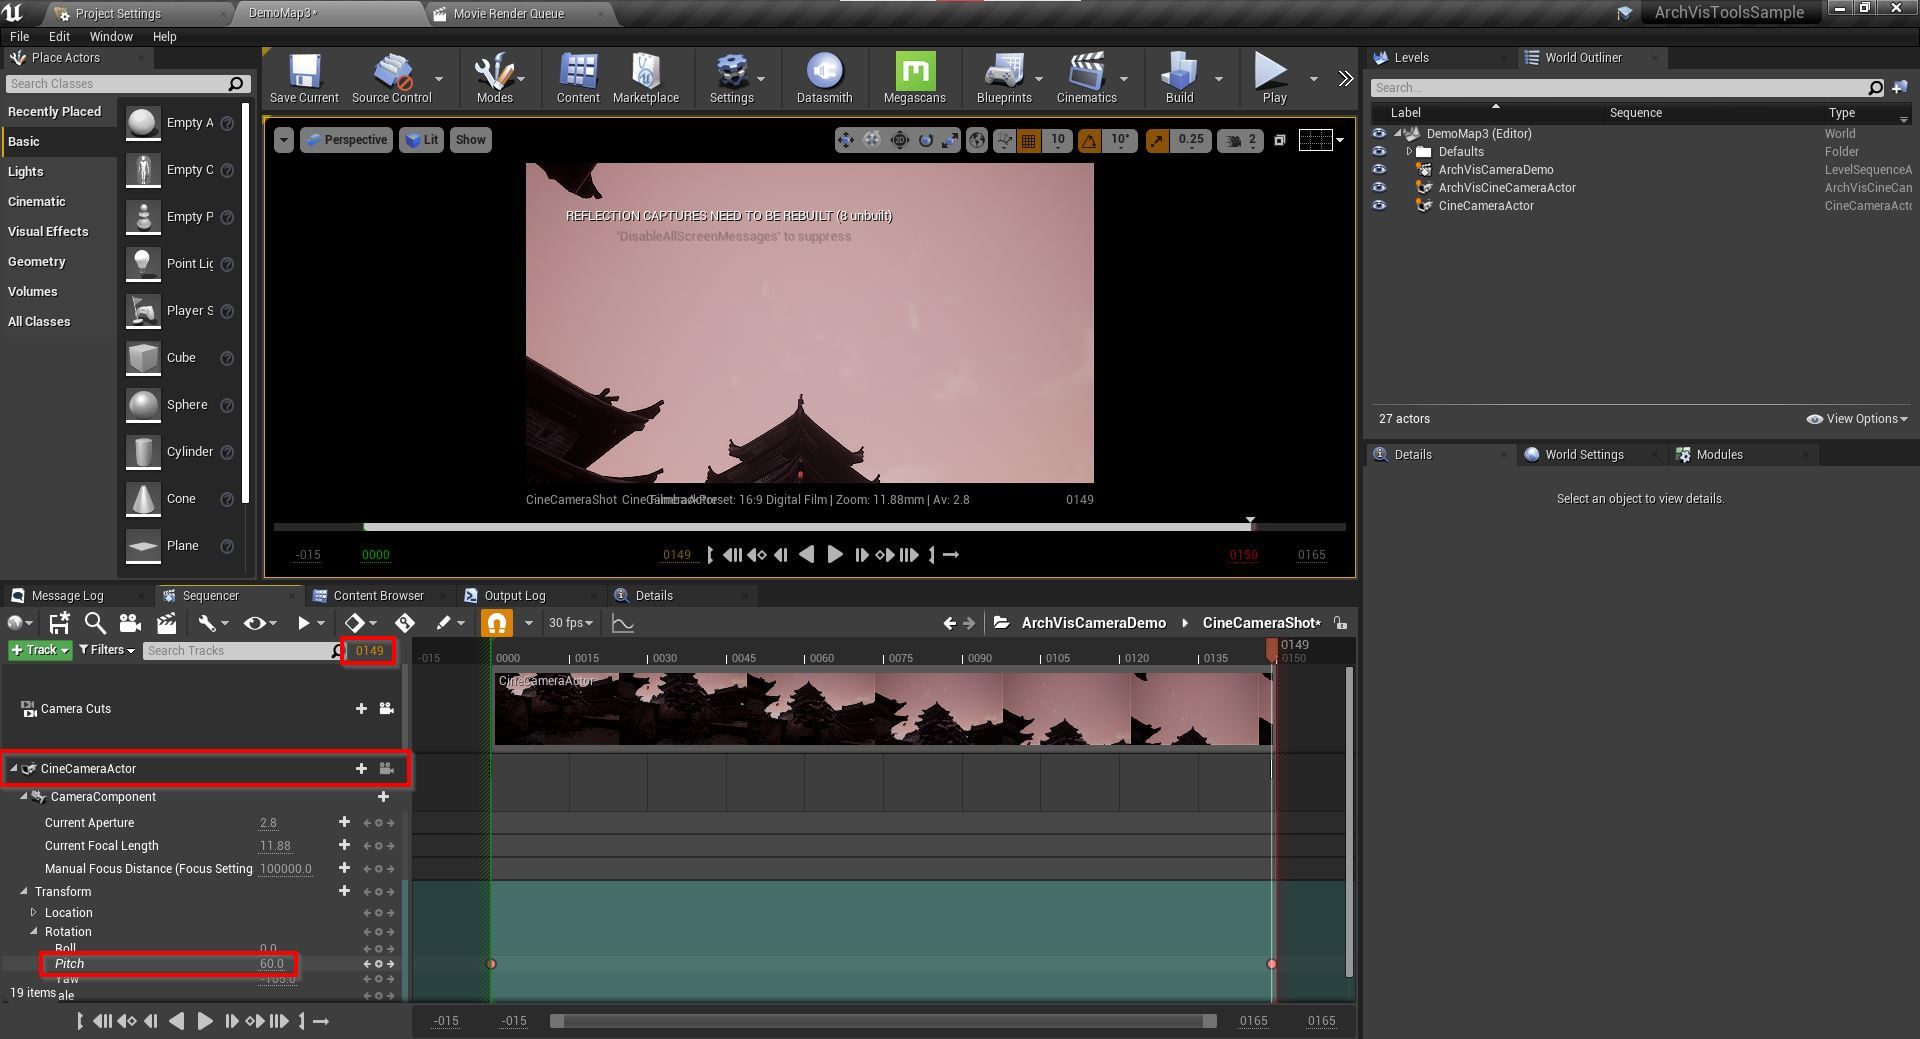 Project Settings
DemoMap3*
Movie Render Queue
ArchVisToolsSample
File Edit Window Help
Place Actors
Search Classes
Recently Placed
Basic
Lights
Cinematic
Visual Effects
Geometry
Volumes
All Classes
Empty A
Empty C
Empty P
Point Lig
Player S
Cube
Sphere
Cylinder
Cone
Plane
Save Current
Source Control
Modes
Content
Marketplace
Settings
Datasmith
Megascans
Blueprints
Cinematics
Build
Play
Perspective
Lit
Show
10
10°
0.25
2
REFLECTION CAPTURES NEED TO BE REBUILT (8 unbuilt)
'DisableAllScreenMessages' to suppress
CineCameraShot
Preset: 16:9 Digital Film | Zoom: 11.88mm | Av: 2.8
0149
-015
0000
0149
0150
0165
Levels
World Outliner
Search...
Label Sequence Type
DemoMap3 (Editor) World
Defaults Folder
ArchVisCameraDemo LevelSequenceA
ArchVisCineCameraActor ArchVisCineCan
CineCameraActor CineCameraActo
27 actors
View Options
Details
World Settings
Modules
Select an object to view details.
Message Log
Sequencer
Content Browser
Output Log
Details
30 fps
ArchVisCameraDemo
CineCameraShot*
Track
Filters
Search Tracks
0149
-015 0000 0015 0030 0045 0060 0075 0090 0105 0120 0135 0150
0149
CineCameraActor
Camera Cuts
CineCameraActor
CameraComponent
Current Aperture 2.8
Current Focal Length 11.88
Manual Focus Distance (Focus Setting 100000.0
Transform
Location
Rotation
Roll 0.0
Pitch 60.0
Yaw -105.0
19 items
ale
-015
-015
0165
0165